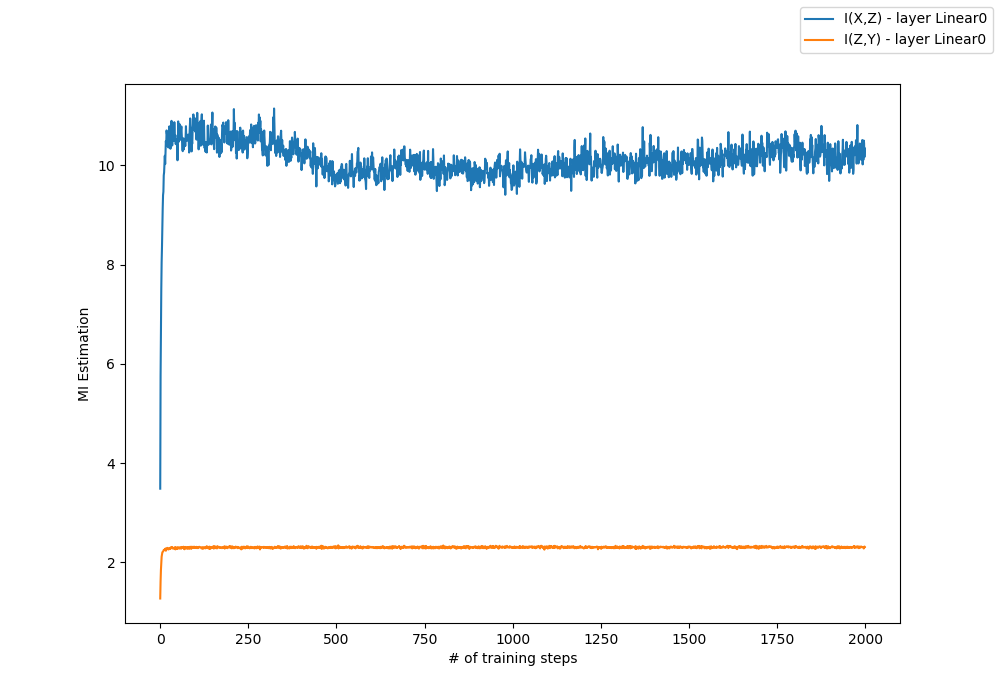 I(X,Z) - layer Linear0
I(Z,Y) - layer Linear0
10
8
6
4
2
MI Estimation
0 250 500 750 1000 1250 1500 1750 2000
# of training steps